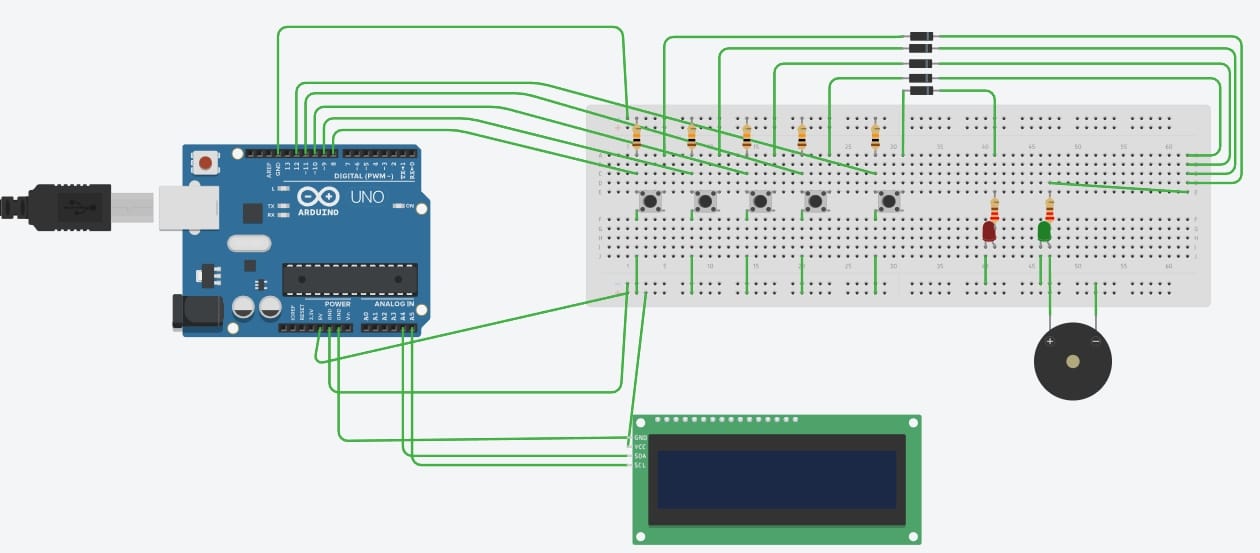 AREF
GND
13
12
~11
~10
~9
8
7
~6
~5
4
~3
2
TX→1
RX←0
DIGITAL (PWM~)
L
TX
RX
ARDUINO
UNO
ON
POWER
ANALOG IN
IOREF
RESET
3.3V
5V
GND
GND
Vin
A0
A1
A2
A3
A4
A5
1
5
10
15
20
25
30
35
40
45
50
55
60
GND
VCC
SDA
SCL
+
−